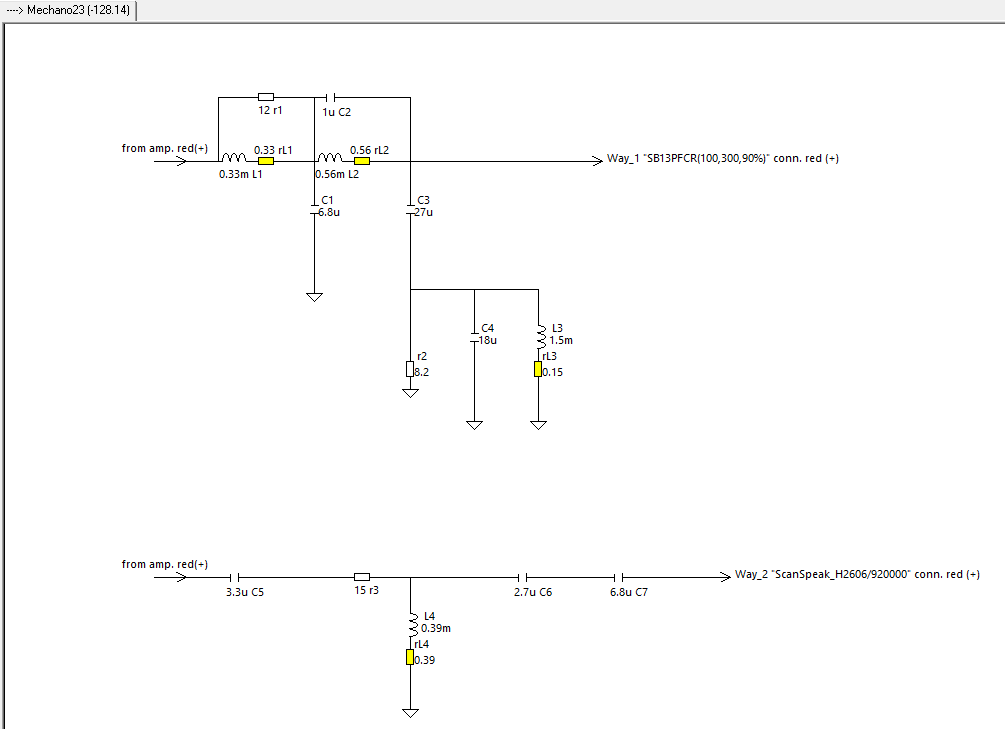 ----> Mechano23 (-128.14)
12 r1
1u C2
from amp. red(+)
0.33 rL1
0.56 rL2
Way_1 "SB13PFCR(100,300,90%)" conn. red (+)
0.33m L1
0.56m L2
C1
6.8u
C3
27u
C4
18u
L3
1.5m
r2
8.2
rL3
0.15
from amp. red(+)
Way_2 "ScanSpeak_H2606/920000" conn. red (+)
3.3u C5
15 r3
2.7u C6
6.8u C7
L4
0.39m
rL4
0.39